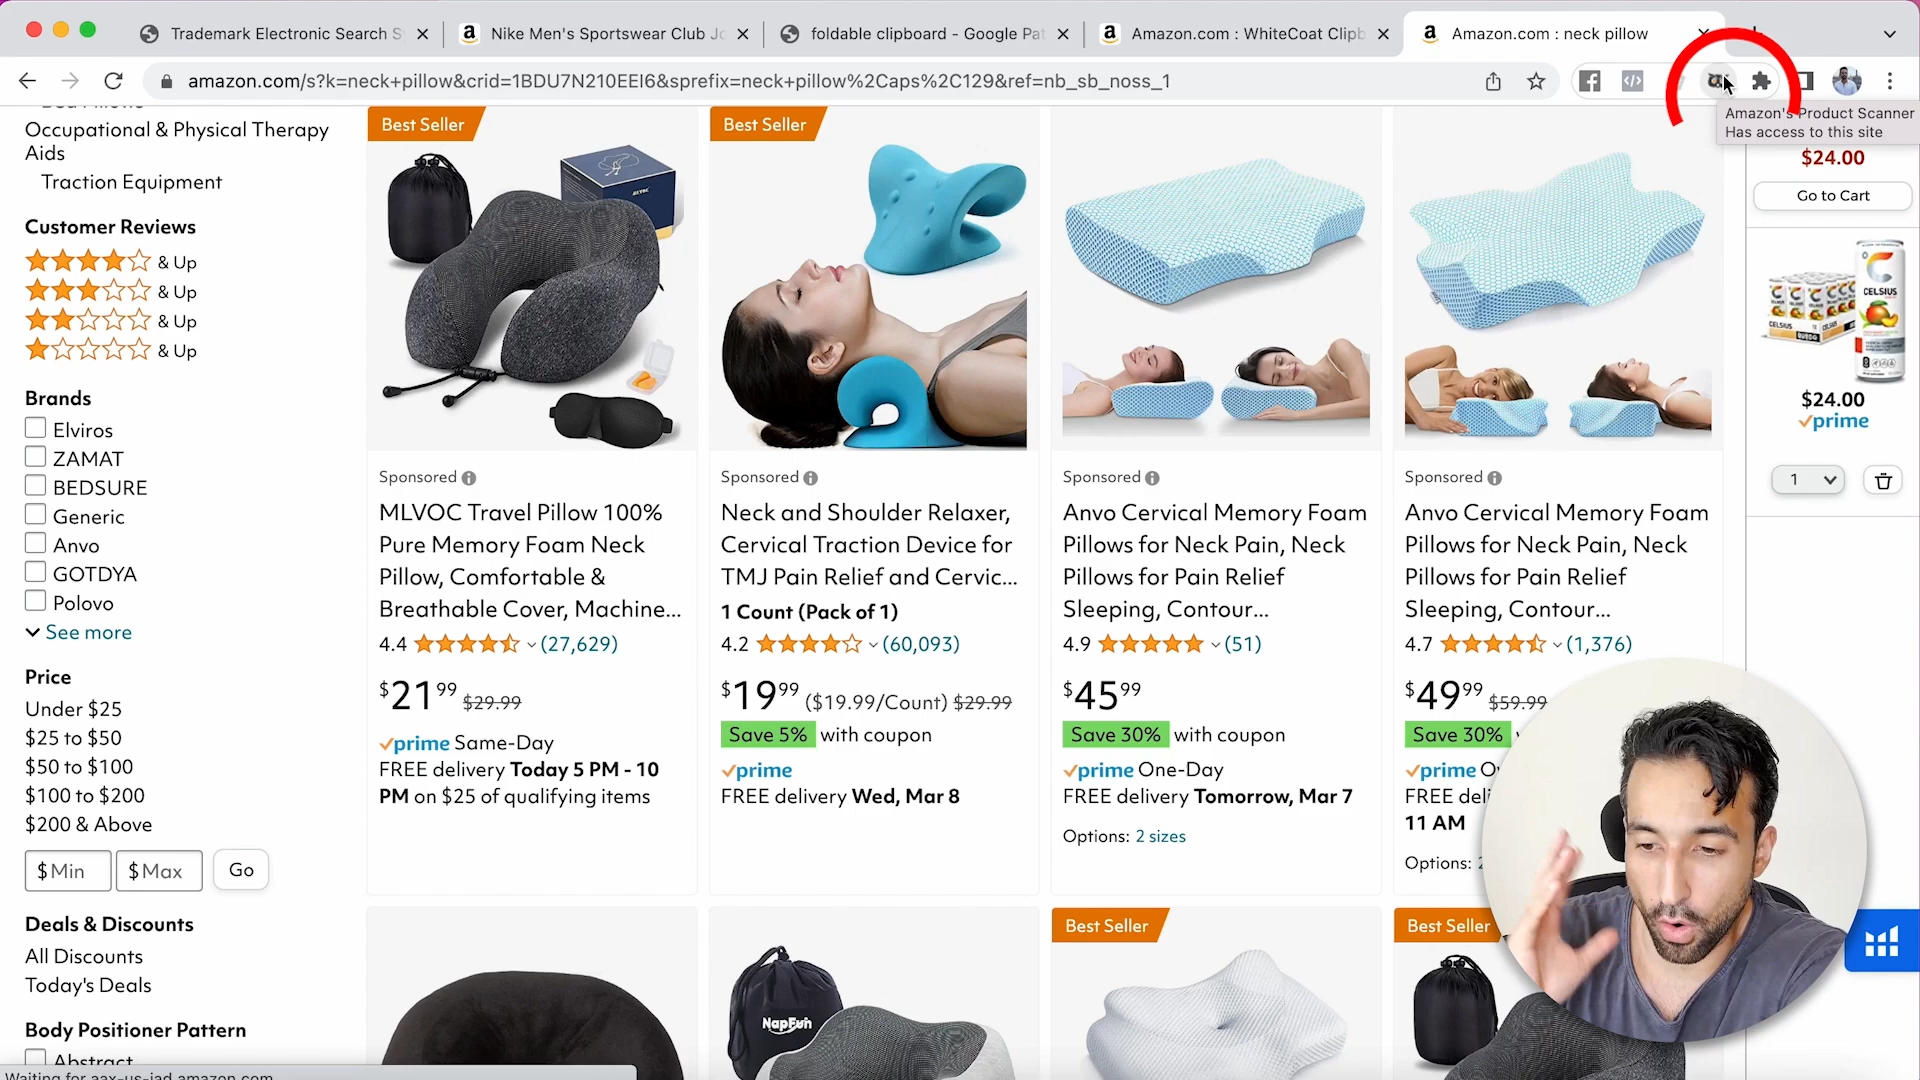 Trademark Electronic Search S
Nike Men's Sportswear Club Jo
foldable clipboard - Google Pat
Amazon.com : WhiteCoat Clipb
Amazon.com : neck pillow
amazon.com/s?k=neck+pillow&crid=1BDU7N210EEI6&sprefix=neck+pillow%2Caps%2C129&ref=nb_sb_noss_1
Amazon's Product Scanner
Has access to this site
Occupational & Physical Therapy
Aids
Traction Equipment
Customer Reviews
& Up
& Up
& Up
& Up
Brands
Elviros
ZAMAT
BEDSURE
Generic
Anvo
GOTDYA
Polovo
See more
Price
Under $25
$25 to $50
$50 to $100
$100 to $200
$200 & Above
$ Min
$ Max
Go
Deals & Discounts
All Discounts
Today's Deals
Body Positioner Pattern
Abstract
Waiting for aax-us-iad.amazon.com
Best Seller
Sponsored
MLVOC Travel Pillow 100%
Pure Memory Foam Neck
Pillow, Comfortable &
Breathable Cover, Machine...
4.4 (27,629)
$21.99 $29.99
prime Same-Day
FREE delivery Today 5 PM - 10
PM on $25 of qualifying items
Best Seller
Sponsored
Neck and Shoulder Relaxer,
Cervical Traction Device for
TMJ Pain Relief and Cervic...
1 Count (Pack of 1)
4.2 (60,093)
$19.99 ($19.99/Count) $29.99
Save 5% with coupon
prime
FREE delivery Wed, Mar 8
Sponsored
Anvo Cervical Memory Foam
Pillows for Neck Pain, Neck
Pillows for Pain Relief
Sleeping, Contour...
4.9 (51)
$45.99
Save 30% with coupon
prime One-Day
FREE delivery Tomorrow, Mar 7
Options: 2 sizes
Sponsored
Anvo Cervical Memory Foam
Pillows for Neck Pain, Neck
Pillows for Pain Relief
Sleeping, Contour...
4.7 (1,376)
$49.99 $59.99
Save 30%
prime
FREE
11 AM
Options:
NapFun
Best Seller
Best Seller
$24.00
Go to Cart
CELSIUS
CELSIUS
$24.00
prime
1